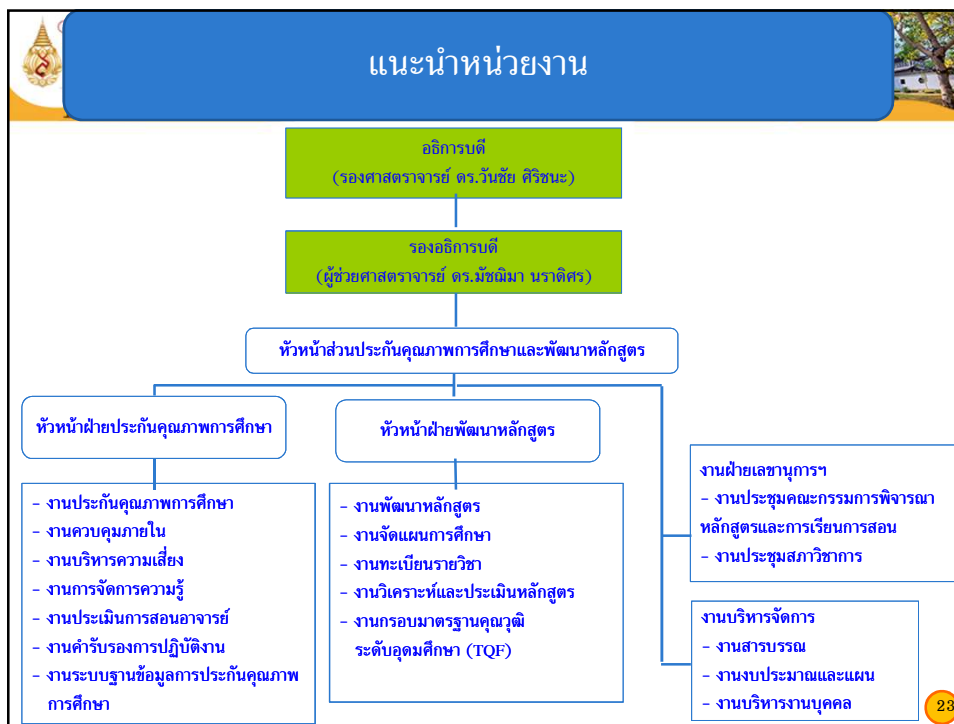 แนะนำหน่วยงาน
อธิการบดี
(รองศาสตราจารย์ ดร.วันชัย ศิริชนะ)
รองอธิการบดี
(ผู้ช่วยศาสตราจารย์ ดร.มัชฌิมา นราดิศร)
หัวหน้าส่วนประกันคุณภาพการศึกษาและพัฒนาหลักสูตร
หัวหน้าฝ่ายประกันคุณภาพการศึกษา
- งานประกันคุณภาพการศึกษา
- งานควบคุมภายใน
- งานบริหารความเสี่ยง
- งานการจัดการความรู้
- งานประเมินการสอนอาจารย์
- งานคำรับรองการปฏิบัติงาน
- งานระบบฐานข้อมูลการประกันคุณภาพ
การศึกษา
หัวหน้าฝ่ายพัฒนาหลักสูตร
- งานพัฒนาหลักสูตร
- งานจัดแผนการศึกษา
- งานทะเบียนรายวิชา
- งานวิเคราะห์และประเมินหลักสูตร
- งานกรอบมาตรฐานคุณวุฒิ
ระดับอุดมศึกษา (TQF)
งานฝ่ายเลขานุการฯ
- งานประชุมคณะกรรมการพิจารณา
หลักสูตรและการเรียนการสอน
- งานประชุมสภาวิชาการ
งานบริหารจัดการ
- งานสารบรรณ
- งานงบประมาณและแผน
- งานบริหารงานบุคคล
23